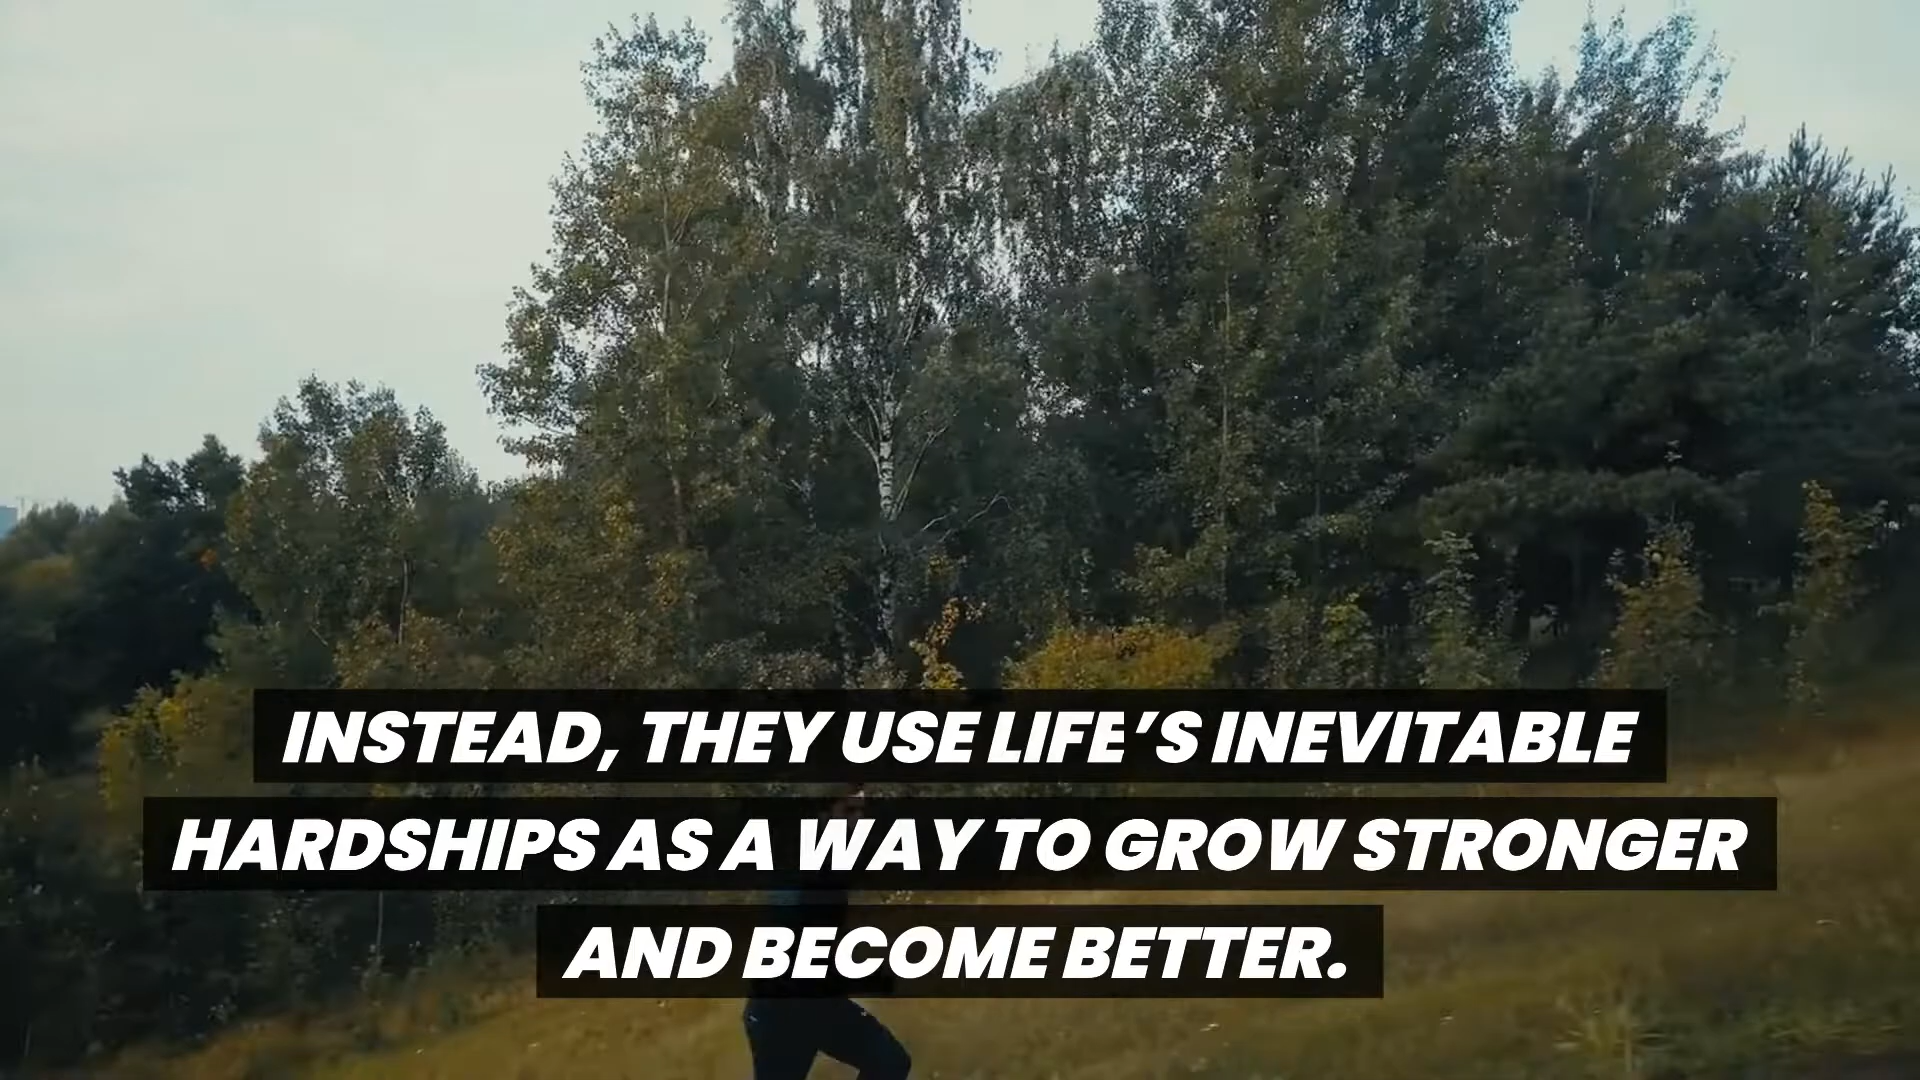 INSTEAD, THEY USE LIFE’S INEVITABLE
HARDSHIPS AS A WAY TO GROW STRONGER
AND BECOME BETTER.